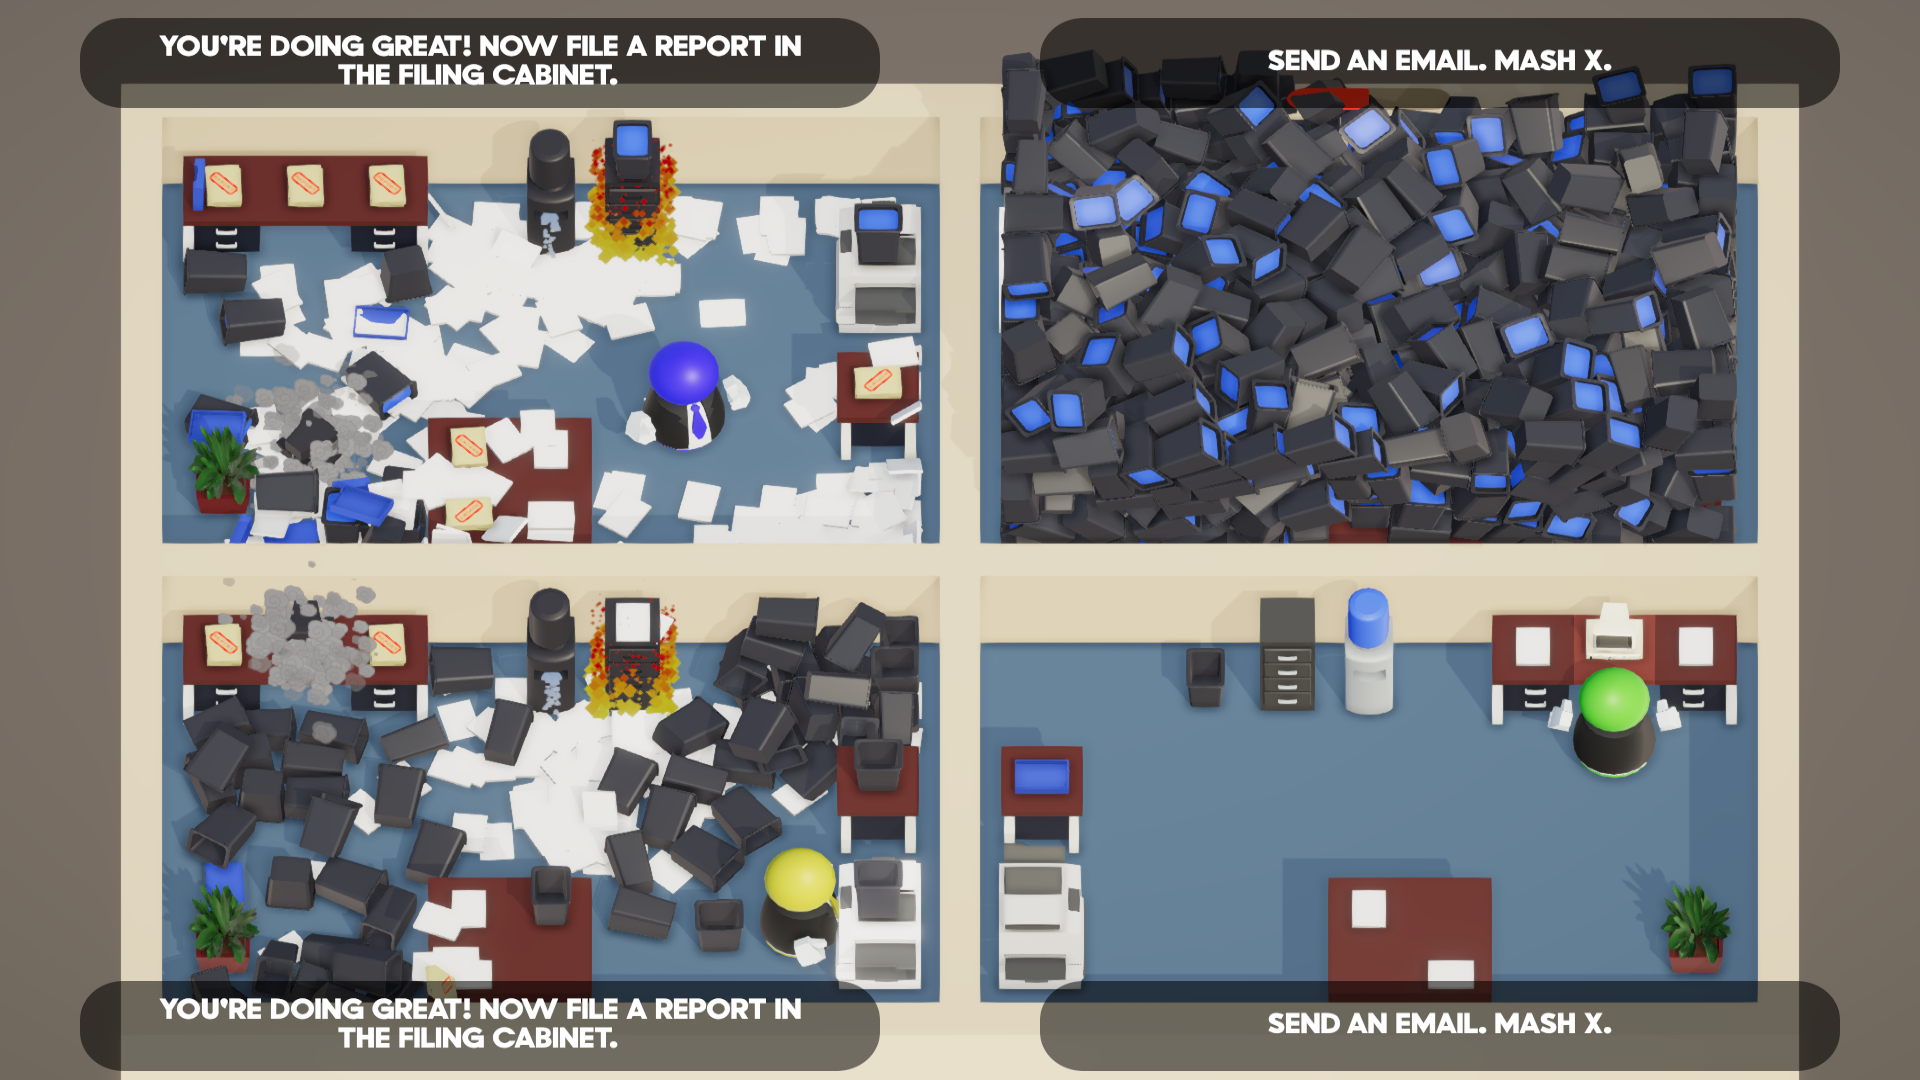 YOU'RE DOING GREAT! NOW FILE A REPORT IN
THE FILING CABINET.
SEND AN EMAIL. MASH X.
YOU'RE DOING GREAT! NOW FILE A REPORT IN
THE FILING CABINET.
SEND AN EMAIL. MASH X.